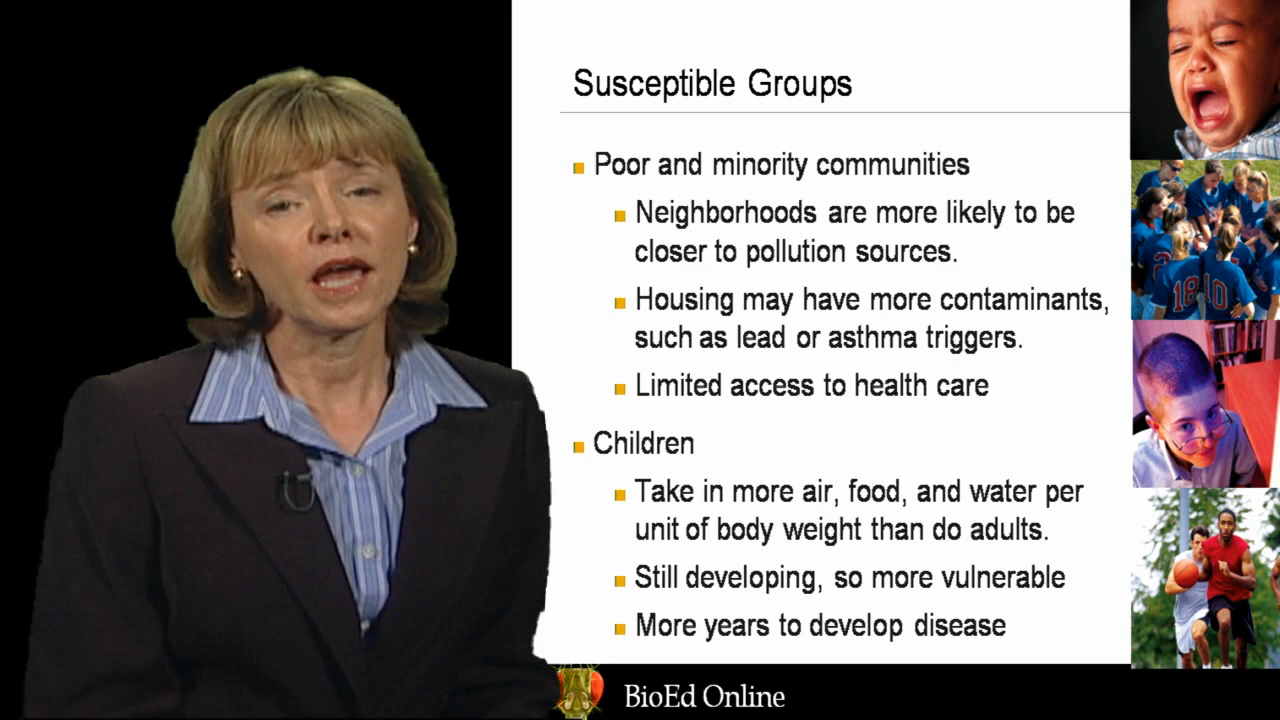 Susceptible Groups
Poor and minority communities
Neighborhoods are more likely to be
closer to pollution sources.
Housing may have more contaminants,
such as lead or asthma triggers.
Limited access to health care
Children
Take in more air, food, and water per
unit of body weight than do adults.
Still developing, so more vulnerable
More years to develop disease
18
10
BioEd Online